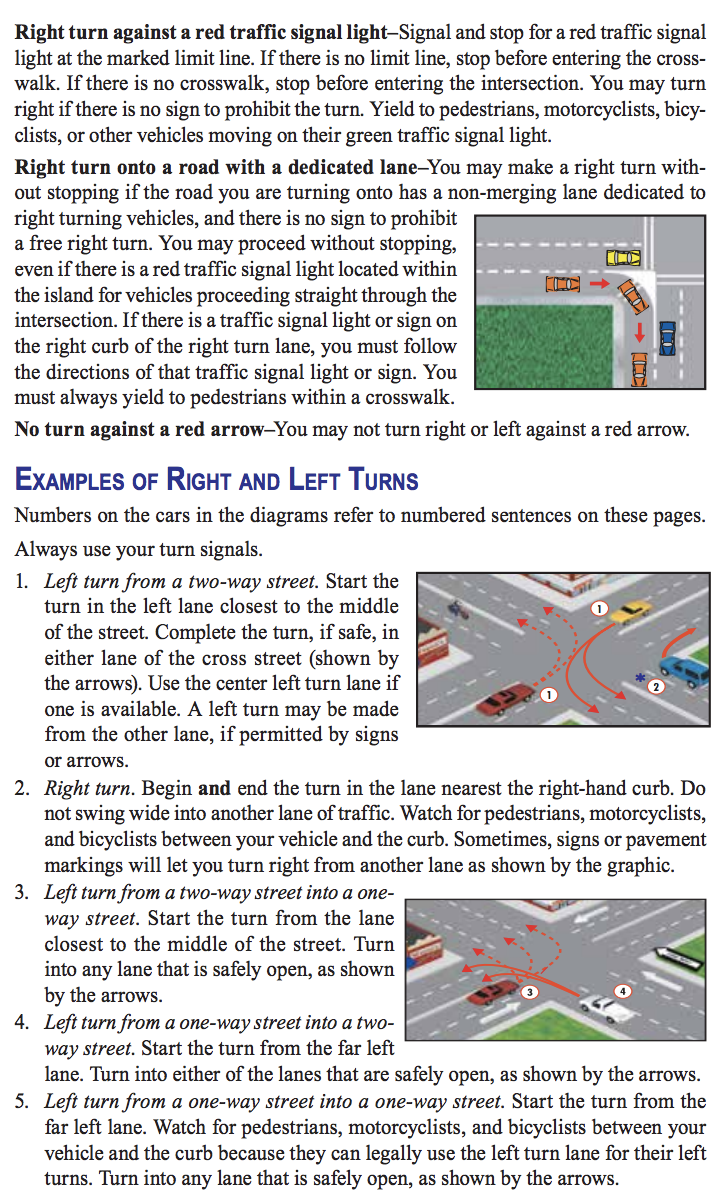 Right turn against a red traffic signal light–Signal and stop for a red traffic signal
light at the marked limit line. If there is no limit line, stop before entering the cross-
walk. If there is no crosswalk, stop before entering the intersection. You may turn
right if there is no sign to prohibit the turn. Yield to pedestrians, motorcyclists, bicy-
clists, or other vehicles moving on their green traffic signal light.
Right turn onto a road with a dedicated lane–You may make a right turn with-
out stopping if the road you are turning onto has a non-merging lane dedicated to
right turning vehicles, and there is no sign to prohibit
a free right turn. You may proceed without stopping,
even if there is a red traffic signal light located within
the island for vehicles proceeding straight through the
intersection. If there is a traffic signal light or sign on
the right curb of the right turn lane, you must follow
the directions of that traffic signal light or sign. You
must always yield to pedestrians within a crosswalk.
No turn against a red arrow–You may not turn right or left against a red arrow.
EXAMPLES OF RIGHT AND LEFT TURNS
Numbers on the cars in the diagrams refer to numbered sentences on these pages.
Always use your turn signals.
1. Left turn from a two-way street. Start the
turn in the left lane closest to the middle
of the street. Complete the turn, if safe, in
either lane of the cross street (shown by
the arrows). Use the center left turn lane if
one is available. A left turn may be made
from the other lane, if permitted by signs
or arrows.
1
1
* 2
2. Right turn. Begin and end the turn in the lane nearest the right-hand curb. Do
not swing wide into another lane of traffic. Watch for pedestrians, motorcyclists,
and bicyclists between your vehicle and the curb. Sometimes, signs or pavement
markings will let you turn right from another lane as shown by the graphic.
3. Left turn from a two-way street into a one-
way street. Start the turn from the lane
closest to the middle of the street. Turn
into any lane that is safely open, as shown
by the arrows.
3 4
4. Left turn from a one-way street into a two-
way street. Start the turn from the far left
lane. Turn into either of the lanes that are safely open, as shown by the arrows.
5. Left turn from a one-way street into a one-way street. Start the turn from the
far left lane. Watch for pedestrians, motorcyclists, and bicyclists between your
vehicle and the curb because they can legally use the left turn lane for their left
turns. Turn into any lane that is safely open, as shown by the arrows.